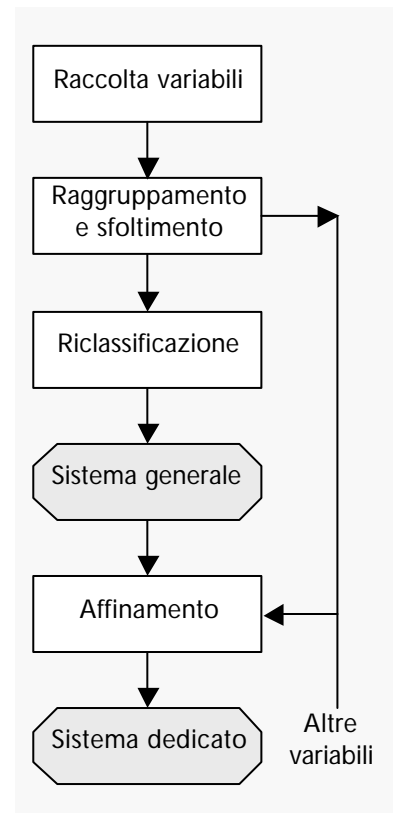 Raccolta variabili
Raggruppamento
e sfoltimento
Riclassificazione
Sistema generale
Affinamento
Sistema dedicato
Altre
variabili